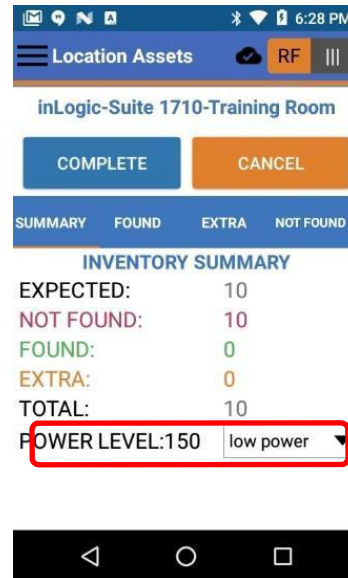 N A 6:28 PM
Location Assets RF
inLogic-Suite 1710-Training Room
COMPLETE CANCEL
SUMMARY FOUND EXTRA NOT FOUND
INVENTORY SUMMARY
EXPECTED: 10
NOT FOUND: 10
FOUND: 0
EXTRA: 0
TOTAL: 10
POWER LEVEL:150 low power